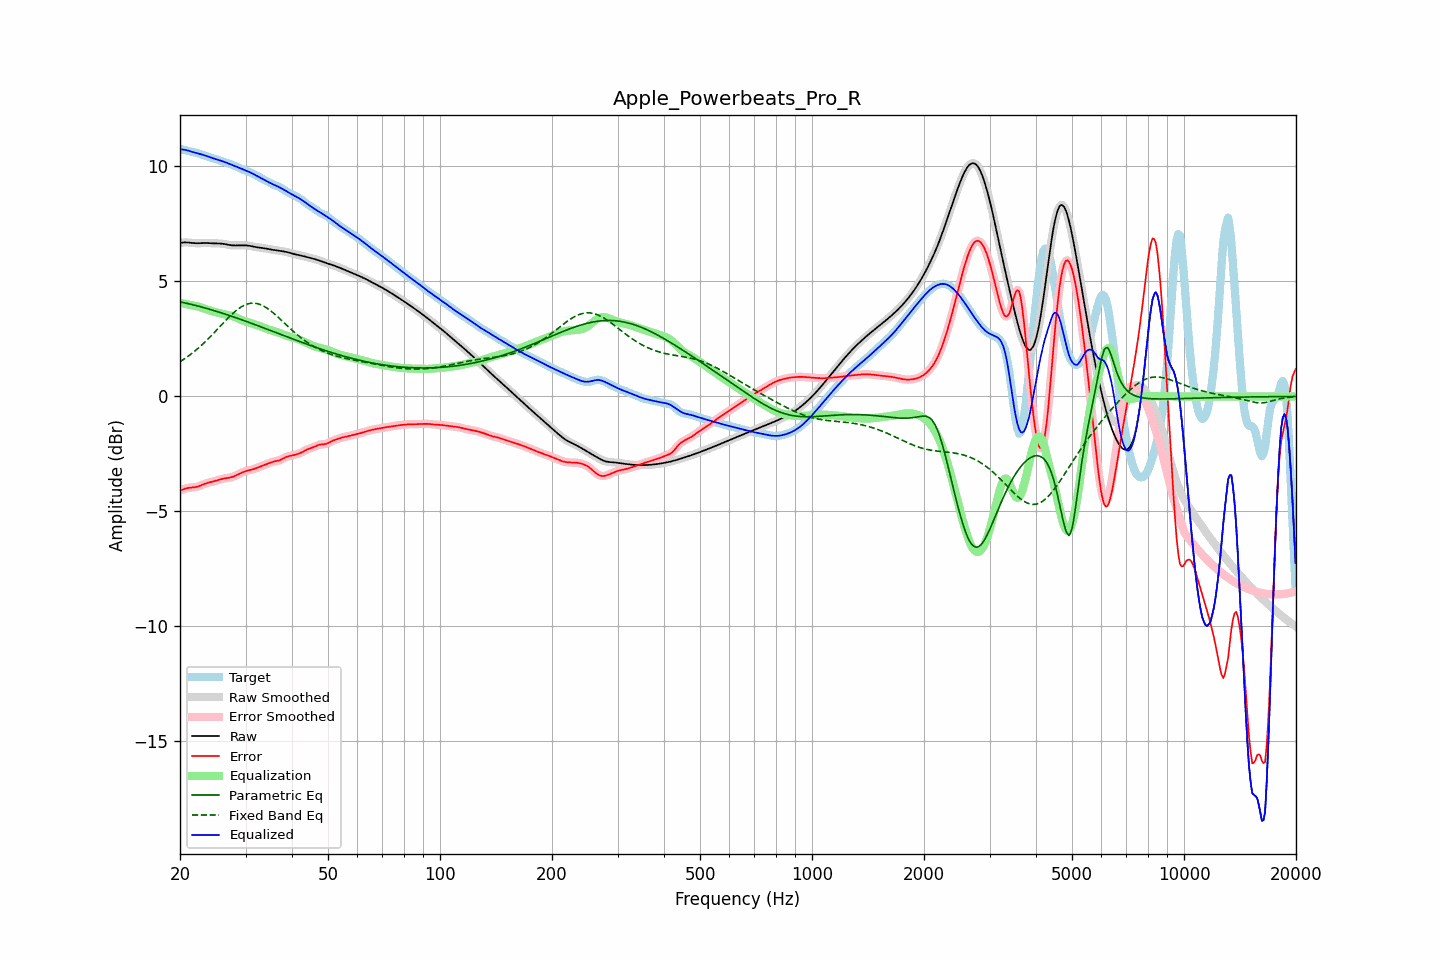 Apple_Powerbeats_Pro_R
Amplitude (dBr)
10
5
0
−5
−10
−15
Target
Raw Smoothed
Error Smoothed
Raw
Error
Equalization
Parametric Eq
Fixed Band Eq
Equalized
20 50 100 200 500 1000 2000 5000 10000 20000
Frequency (Hz)